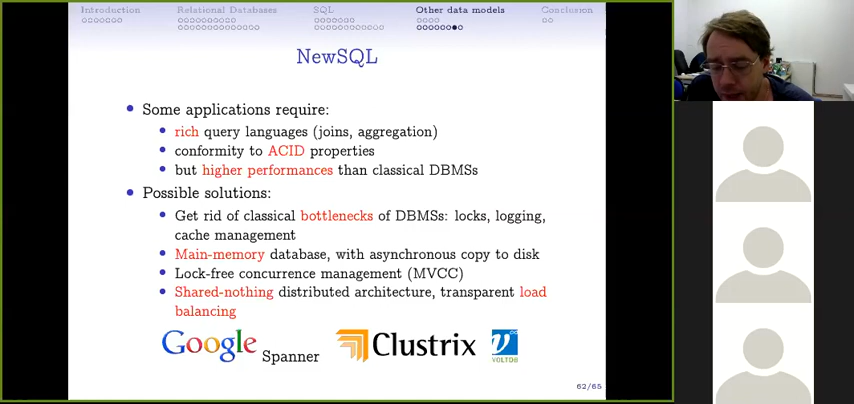 Introduction Relational Databases SQL Other data models Conclusion
NewSQL
Some applications require:
rich query languages (joins, aggregation)
conformity to ACID properties
but higher performances than classical DBMSs
Possible solutions:
Get rid of classical bottlenecks of DBMSs: locks, logging,
cache management
Main-memory database, with asynchronous copy to disk
Lock-free concurrence management (MVCC)
Shared-nothing distributed architecture, transparent load
balancing
Google Spanner Clustrix VOLTDB
62/65